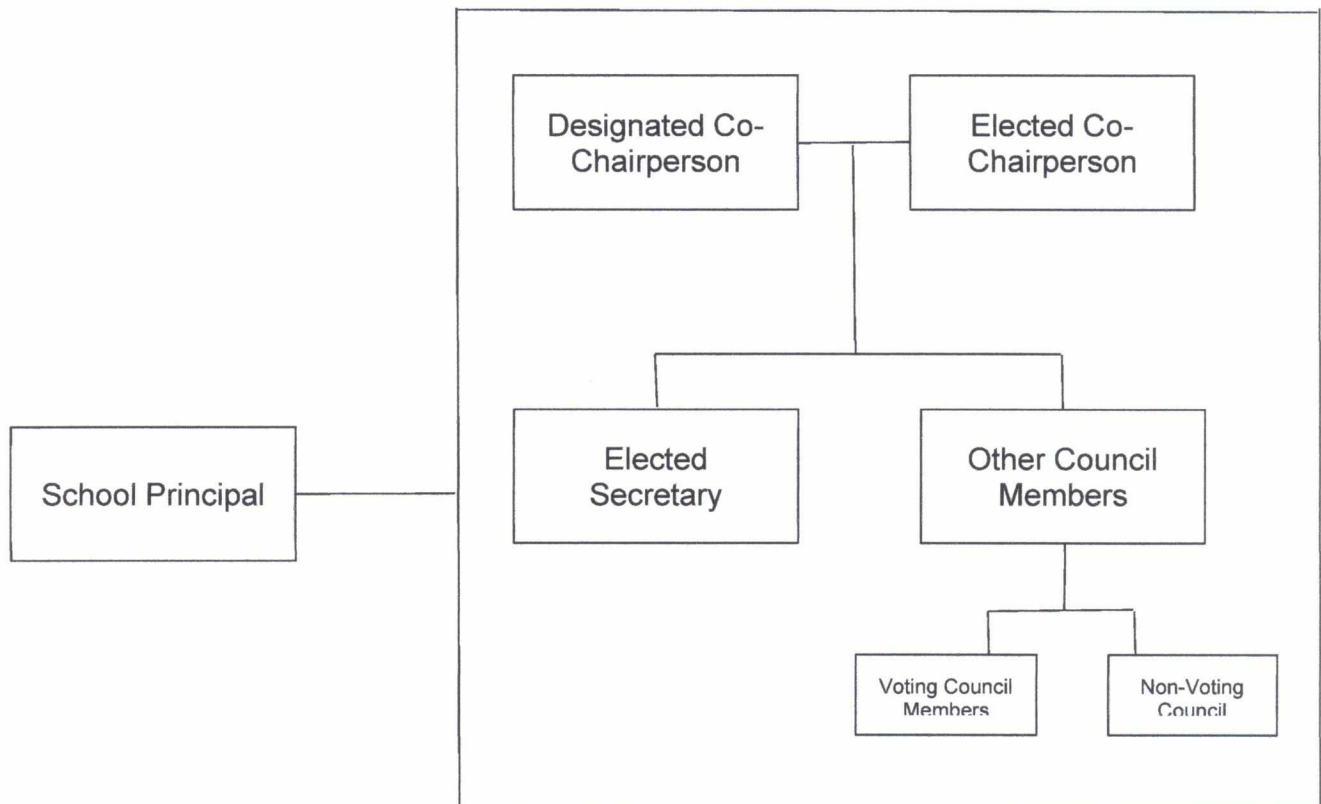 Designated Co-
Chairperson
Elected Co-
Chairperson
School Principal
Elected
Secretary
Other Council
Members
Voting Council
Members
Non-Voting
Council